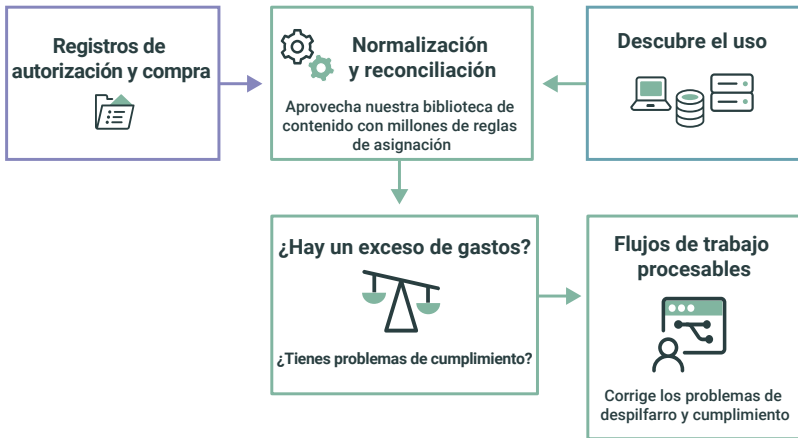 Registros de
autorización y compra
Normalización
y reconciliación
Aprovecha nuestra biblioteca de
contenido con millones de reglas
de asignación
Descubre el uso
¿Hay un exceso de gastos?
¿Tienes problemas de cumplimiento?
Flujos de trabajo
procesables
Corrige los problemas de
despilfarro y cumplimiento